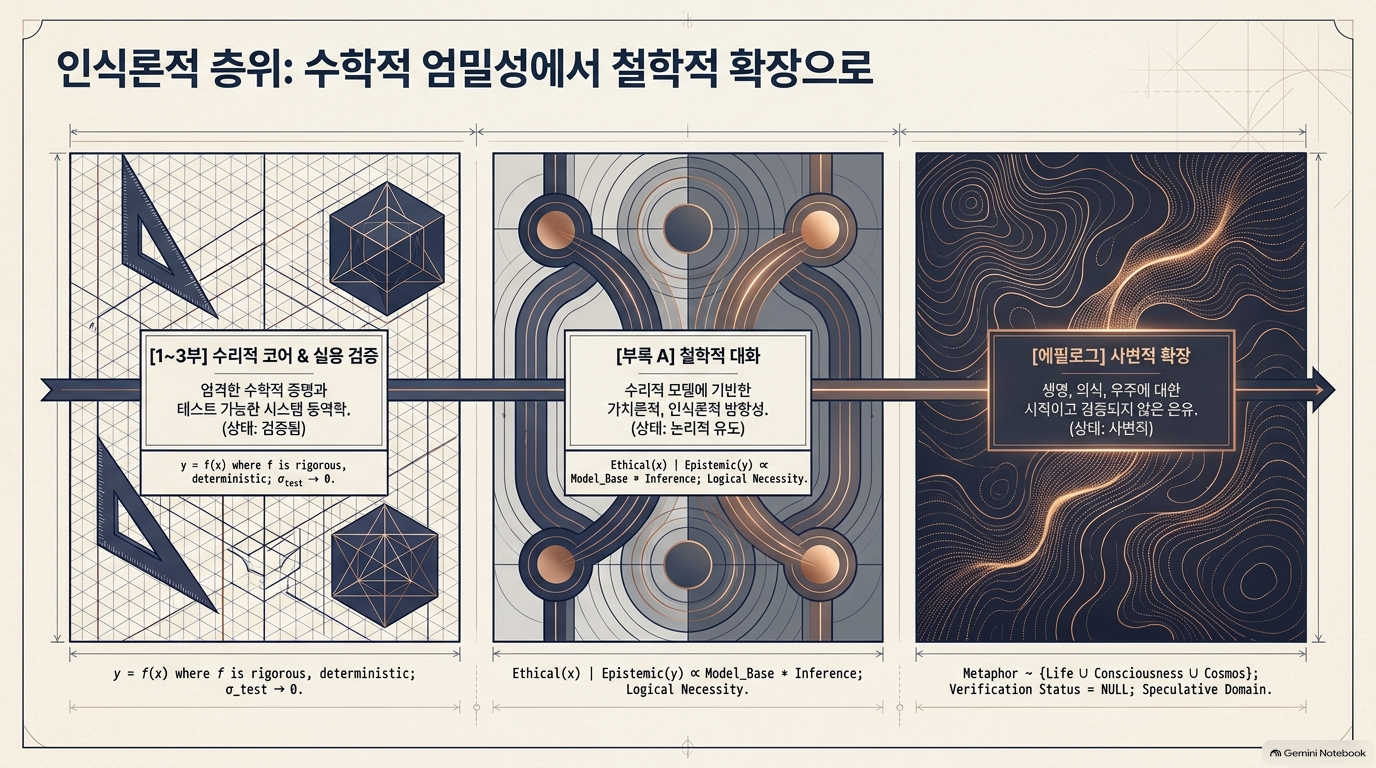 인식론적 층위: 수학적 엄밀성에서 철학적 확장으로
[1~3부] 수리적 코어 & 실용 검증
엄격한 수학적 증명과
테스트 가능한 시스템 동역학.
(상태: 검증됨)
y = f(x) where f is rigorous,
deterministic; σtest → 0.
[부록 A] 철학적 대화
수리적 모델에 기반한
가치론적, 인식론적 방향성.
(상태: 논리적 유도)
Ethical(x) | Epistemic(y) ∝
Model_Base * Inference; Logical Necessity.
[에필로그] 사변적 확장
생명, 의식, 우주에 대한
시적이고 검증되지 않은 은유.
(상태: 사변적)
y = f(x) where f is rigorous, deterministic;
σ_test → 0.
Ethical(x) | Epistemic(y) ∝ Model_Base * Inference;
Logical Necessity.
Metaphor ~ {Life ∪ Consciousness ∪ Cosmos};
Verification Status = NULL; Speculative Domain.
Gemini Notebook